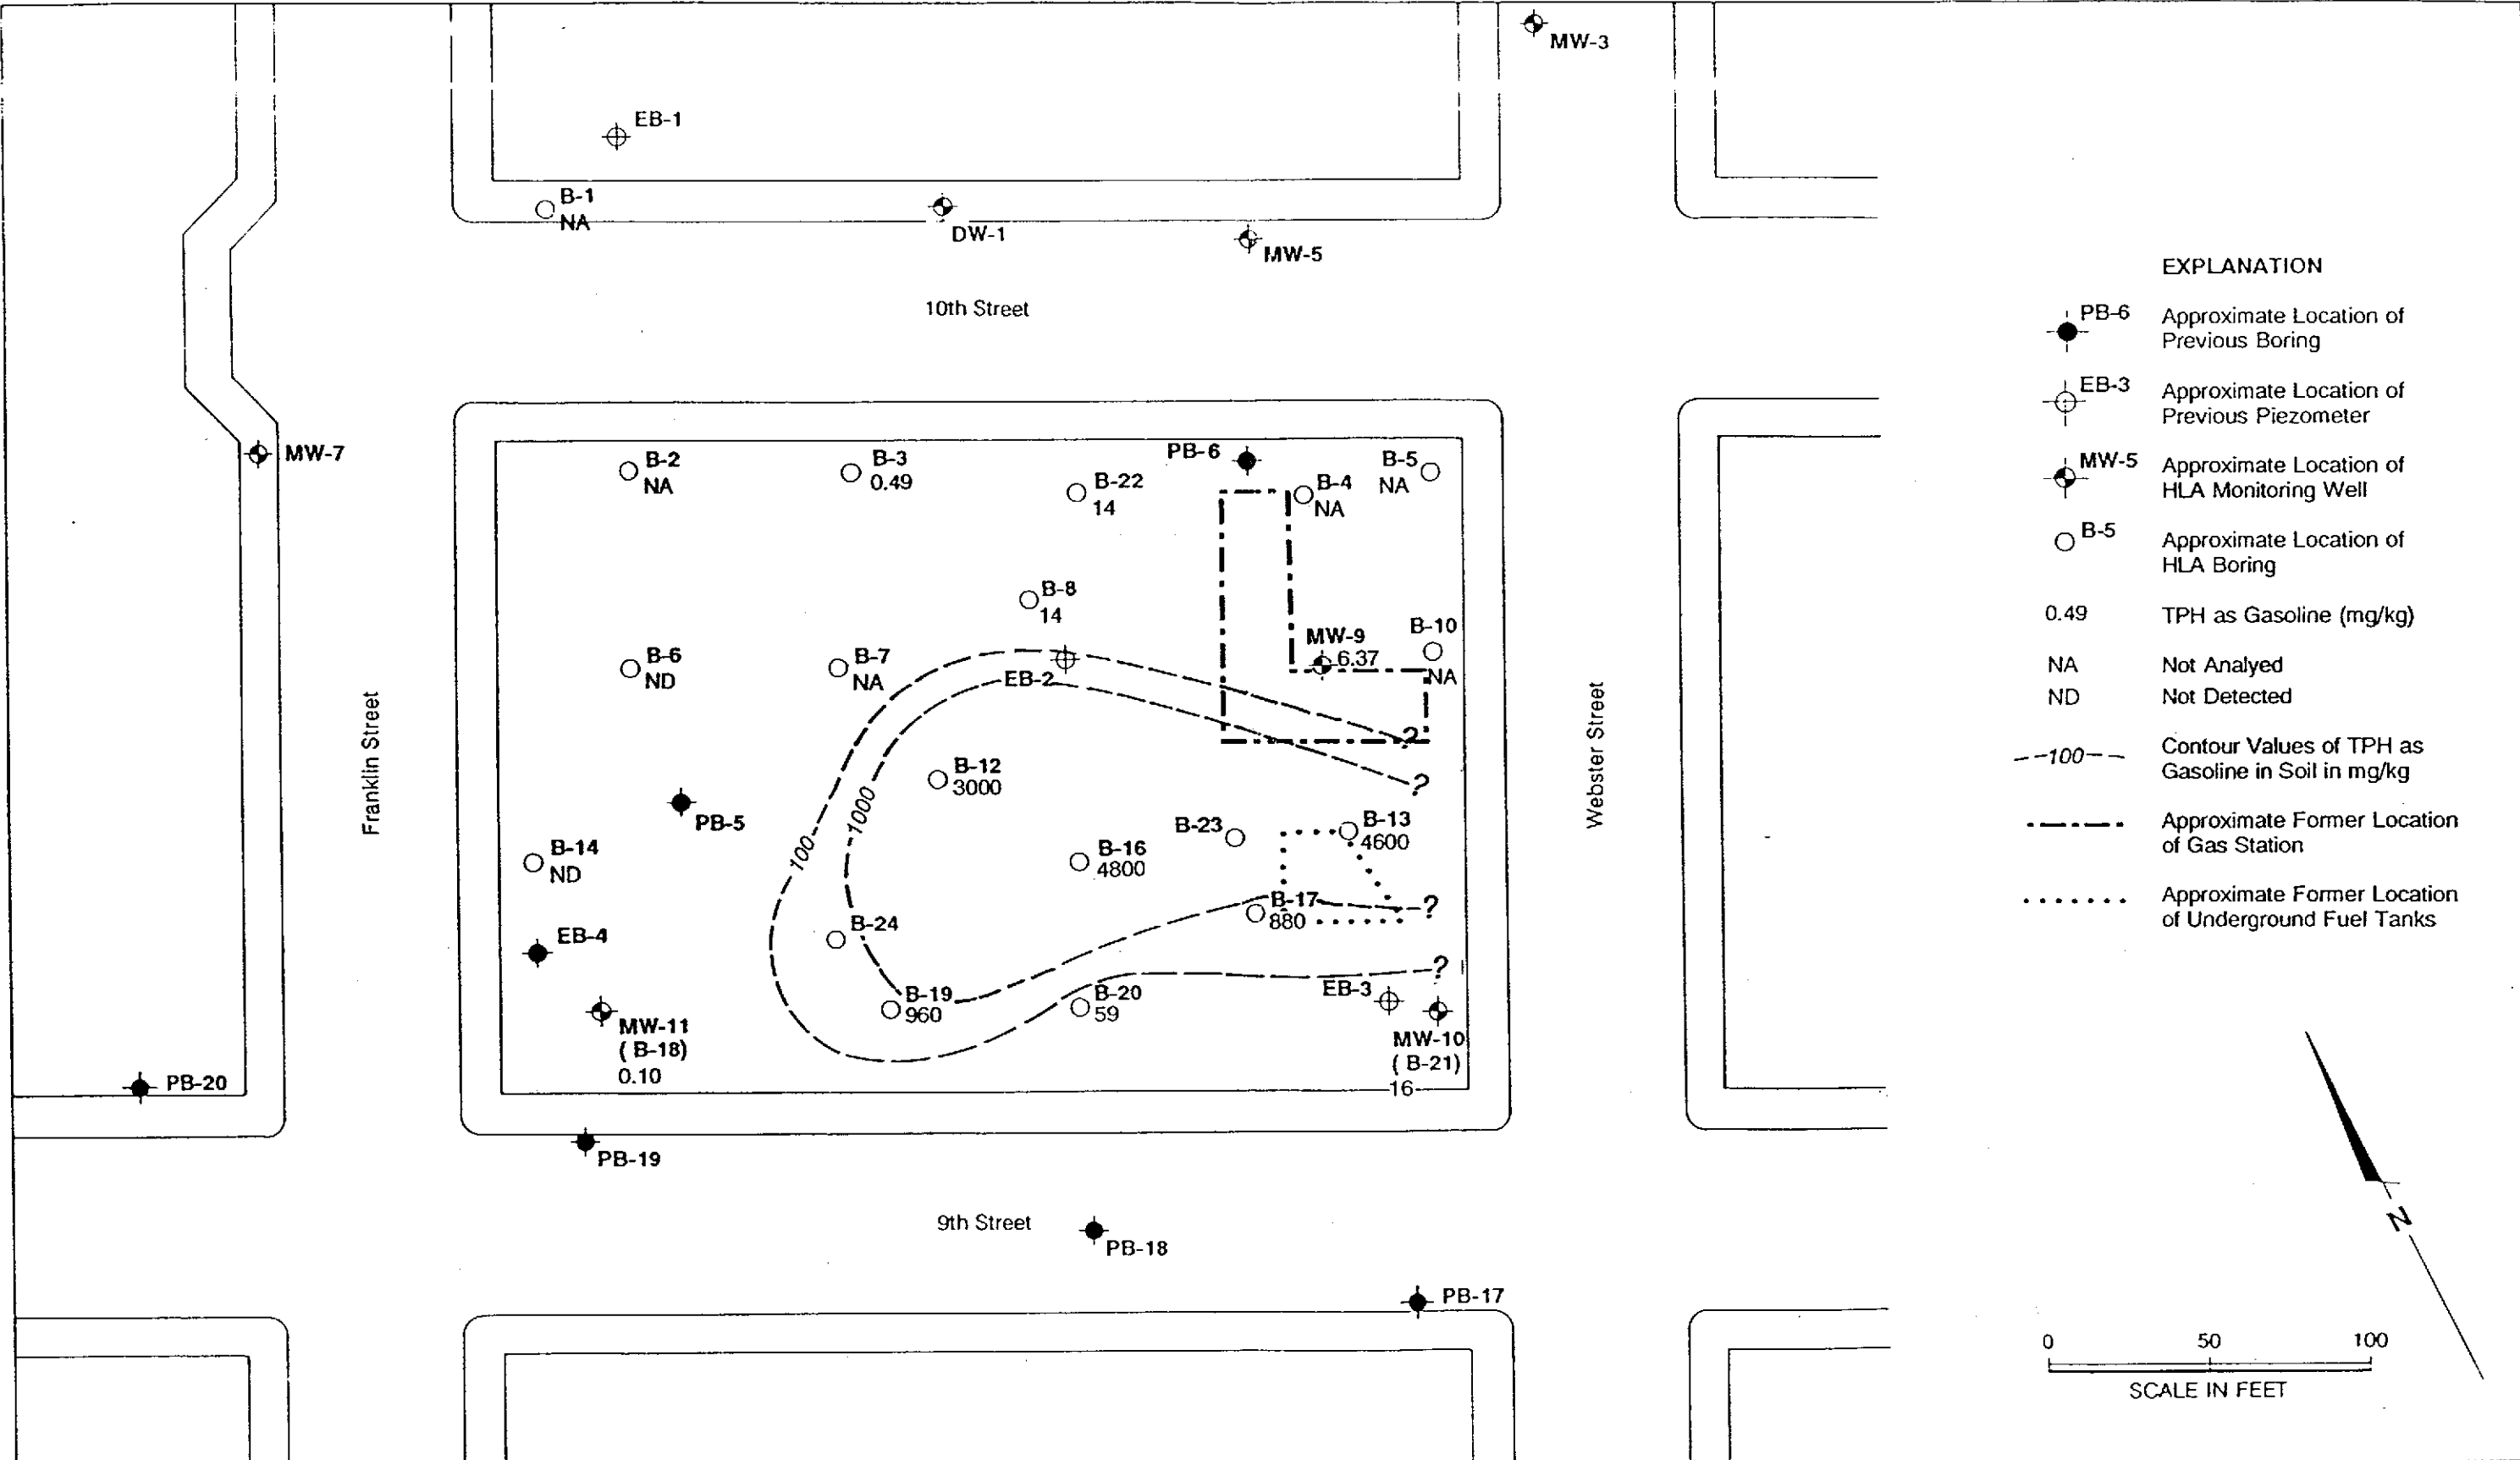 MW-3
EB-1
B-1
NA
DW-1
MW-5
10th Street
MW-7
B-2
NA
B-3
0.49
B-22
14
PB-6
B-4
NA
B-5
NA
B-8
14
B-6
ND
B-7
NA
EB-2
MW-9
6.37
B-10
NA
?
?
Franklin Street
Webster Street
B-12
3000
PB-5
100
1000
B-14
ND
B-16
4800
B-23
B-13
4600
B-17
880
?
B-24
EB-4
?
B-19
960
B-20
59
EB-3
MW-11
( B-18)
0.10
MW-10
( B-21)
16
PB-20
PB-19
9th Street
PB-18
PB-17
EXPLANATION
PB-6
Approximate Location of
Previous Boring
EB-3
Approximate Location of
Previous Piezometer
MW-5
Approximate Location of
HLA Monitoring Well
B-5
Approximate Location of
HLA Boring
0.49 TPH as Gasoline (mg/kg)
NA Not Analyed
ND Not Detected
100
Contour Values of TPH as
Gasoline in Soil in mg/kg
Approximate Former Location
of Gas Station
Approximate Former Location
of Underground Fuel Tanks
N
0 50 100
SCALE IN FEET